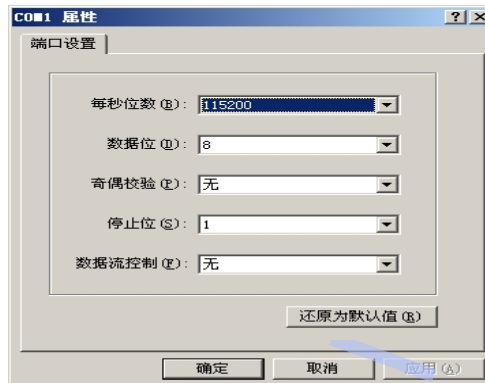 COM1 属性
端口设置
每秒位数(B): 115200
数据位(D): 8
奇偶校验(P): 无
停止位(S): 1
数据流控制(F): 无
还原为默认值(R)
确定 取消 应用(A)